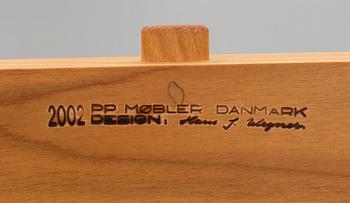 2002 PP MØBLER DANMARK
DESIGN: Hans J. Wegner